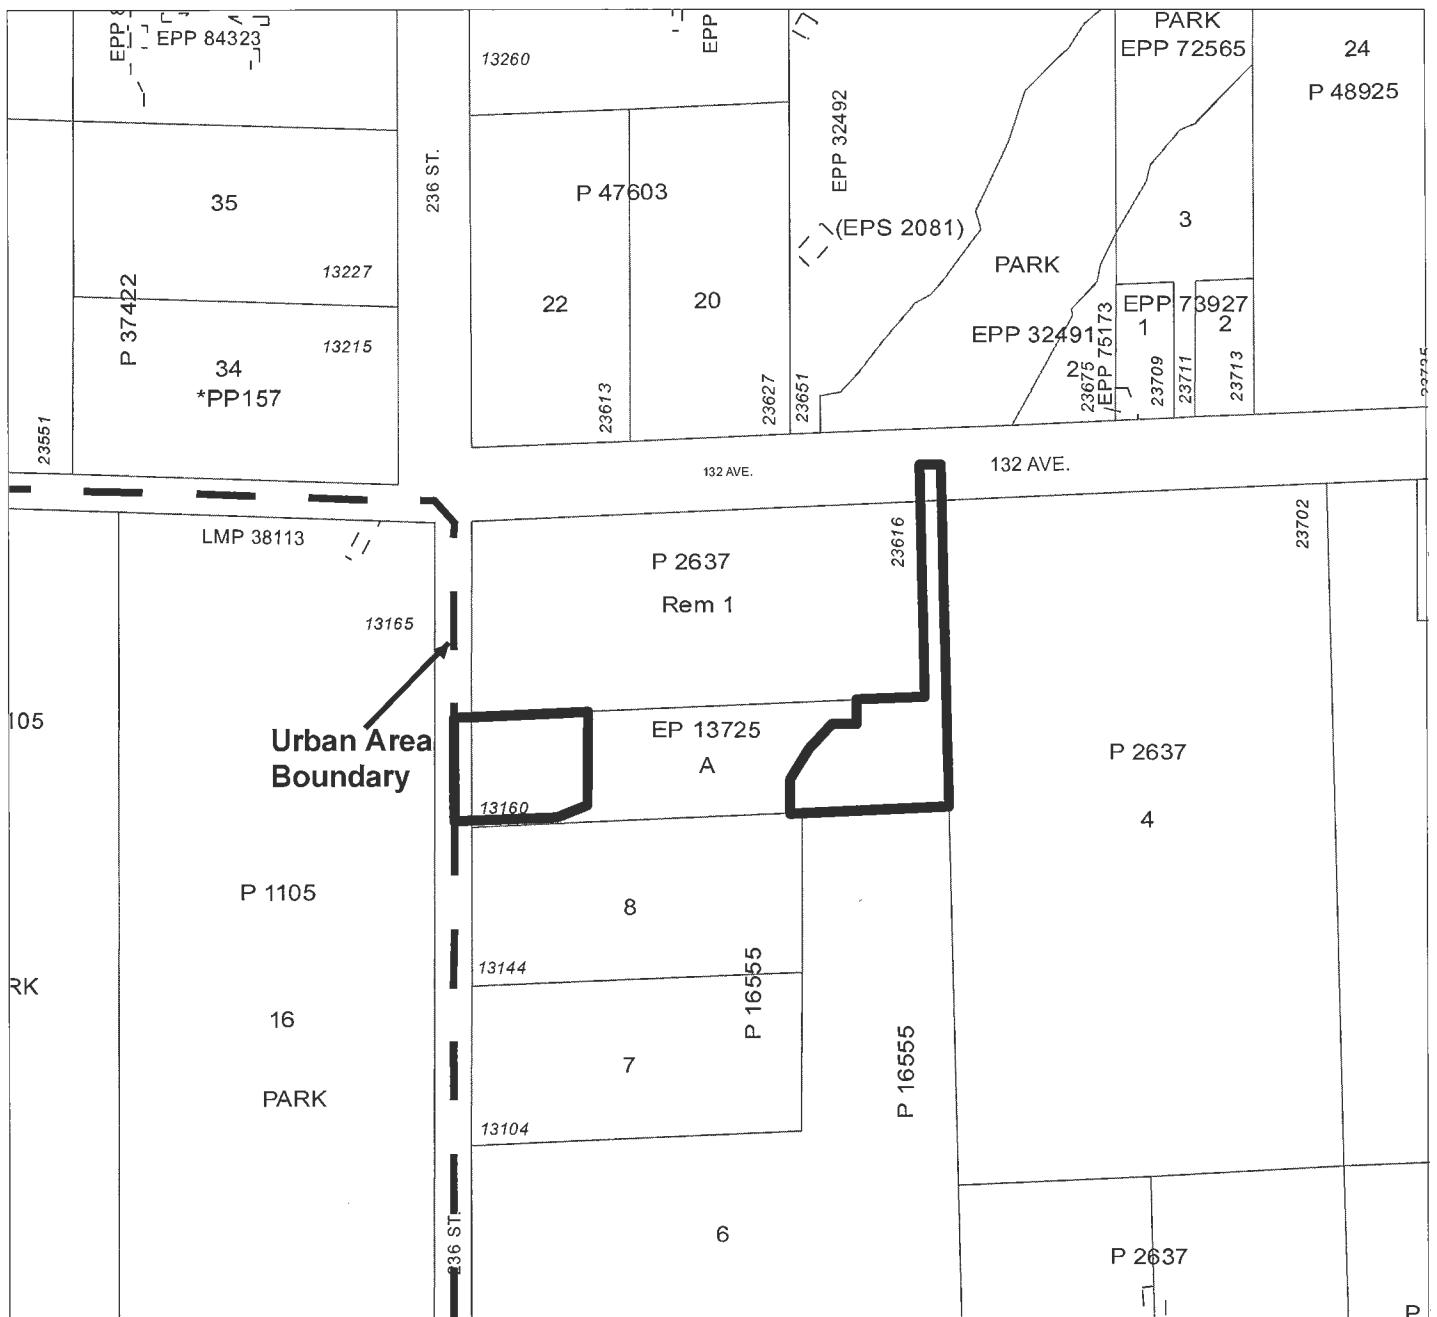 EPP 8
EPP 84323
13260
EPP
PARK
EPP 72565
24
P 48925
EPP 32492
236 ST.
35
P 47603
3
(EPS 2081)
PARK
13227
P 37422
22
20
EPP 73927
1
2
EPP 32491
34
13215
*PP157
2
EPP 75173
23675
23709
23711
23713
23551
23613
23627
23651
132 AVE.
132 AVE.
LMP 38113
P 2637
Rem 1
23616
23702
13165
105
Urban Area
Boundary
EP 13725
A
P 2637
4
13160
P 1105
8
13144
P 16555
RK
16
7
P 16555
PARK
13104
236 ST.
6
P 2637
P